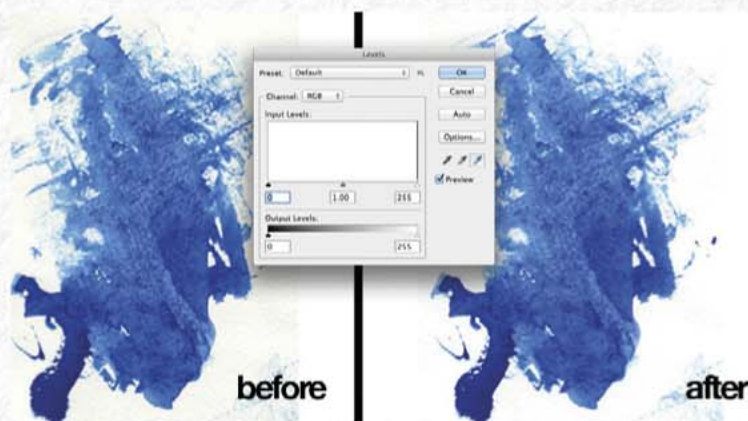 Levels
Preset: Default
OK
Channel: RGB
Cancel
Input Levels:
Auto
Options...
Preview
0 1.00 255
Output Levels:
0 255
before
after